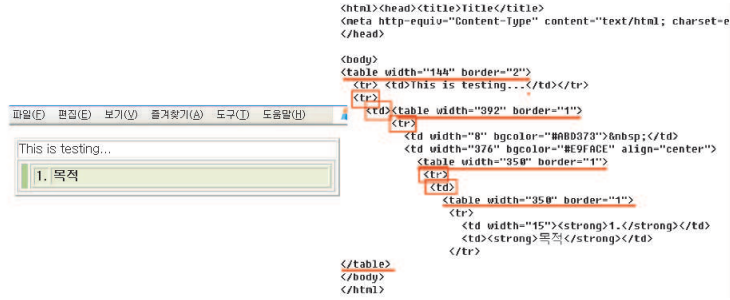 파일(F) 편집(E) 보기(V) 즐겨찾기(A) 도구(T) 도움말(H)
This is testing...
1. 목적
<html><head><title>Title</title>
<meta http-equiv="Content-Type" content="text/html; charset=e
</head>
<body>
<table width="144" border="2">
<tr> <td>This is testing...</td></tr>
<tr>
<td><table width="392" border="1">
<tr>
<td width="8" bgcolor="#ABD373">&nbsp;</td>
<td width="376" bgcolor="#E9FACE" align="center">
<table width="350" border="1">
<tr>
<td>
<table width="350" border="1">
<tr>
<td width="15"><strong>1.</strong></td>
<td><strong>목적</strong></td>
</tr>
</table>
</body>
</html>